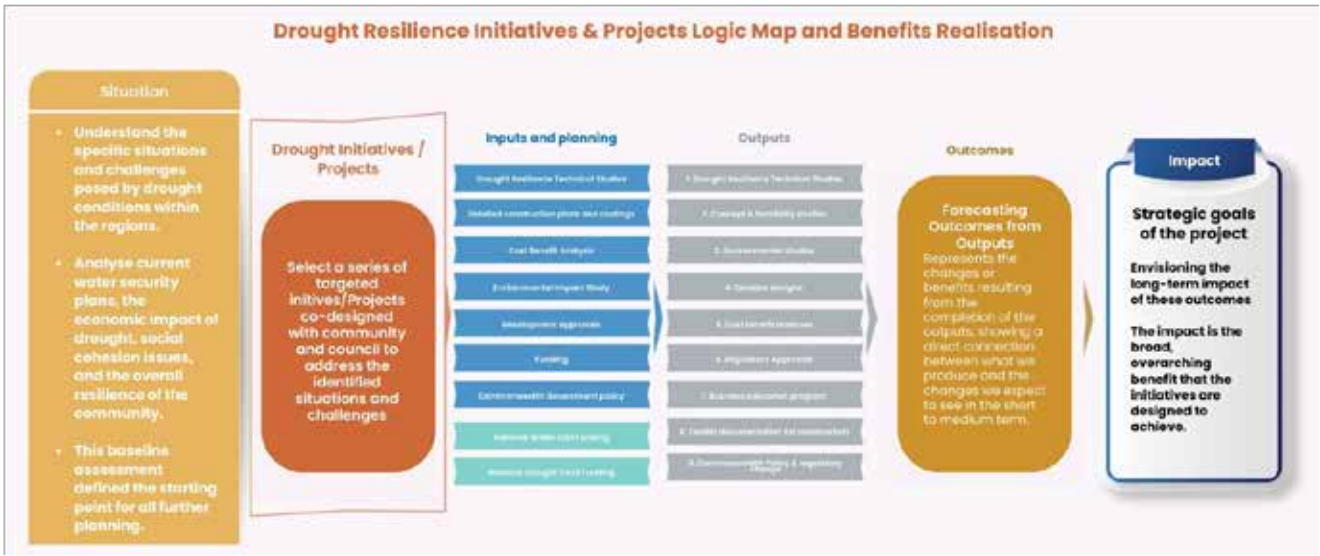 Drought Resilience Initiatives & Projects Logic Map and Benefits Realisation
Situation
• Understand the
specific situations
and challenges
posed by drought
conditions within
the regions.
• Analyse current
water security
plans, the
economic impact of
drought, social
cohesion issues,
and the overall
resilience of the
community.
• This baseline
assessment
defined the starting
point for all further
planning.
Drought Initiatives /
Projects
Select a series of
targeted
initives/Projects
co-designed
with community
and council to
address the
identified
situations and
challenges
Inputs and planning
Drought Resilience Technical Studies
Detailed construction plans and costings
Cost Benefit Analysis
Environmental Impact Study
Development approvals
Funding
Commonwealth Government policy
National Water Grid Funding
National Drought Fund Funding
Outputs
1. Drought Resilience Technical Studies
2. Concept & feasibility studies
3. Environmental studies
4. Detailed designs
5. Cost benefit analyses
6. Regulatory Approvals
7. Business education program
8. Tender documentation for construction
9. Commonwealth Policy & regulatory
change
Outcomes
Forecasting
Outcomes from
Outputs
Represents the
changes or
benefits resulting
from the
completion of the
outputs, showing a
direct connection
between what we
produce and the
changes we expect
to see in the short
to medium term.
Impact
Strategic goals
of the project
Envisioning the
long-term impact
of these outcomes
The impact is the
broad,
overarching
benefit that the
initiatives are
designed to
achieve.